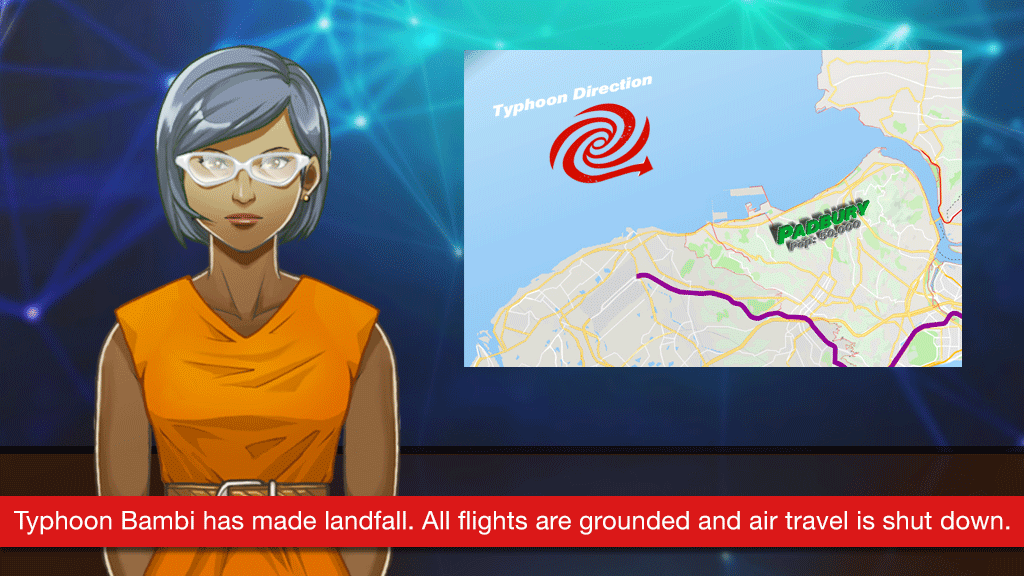 Typhoon Direction
PADBURY
Pop: 50,000
Typhoon Bambi has made landfall. All flights are grounded and air travel is shut down.